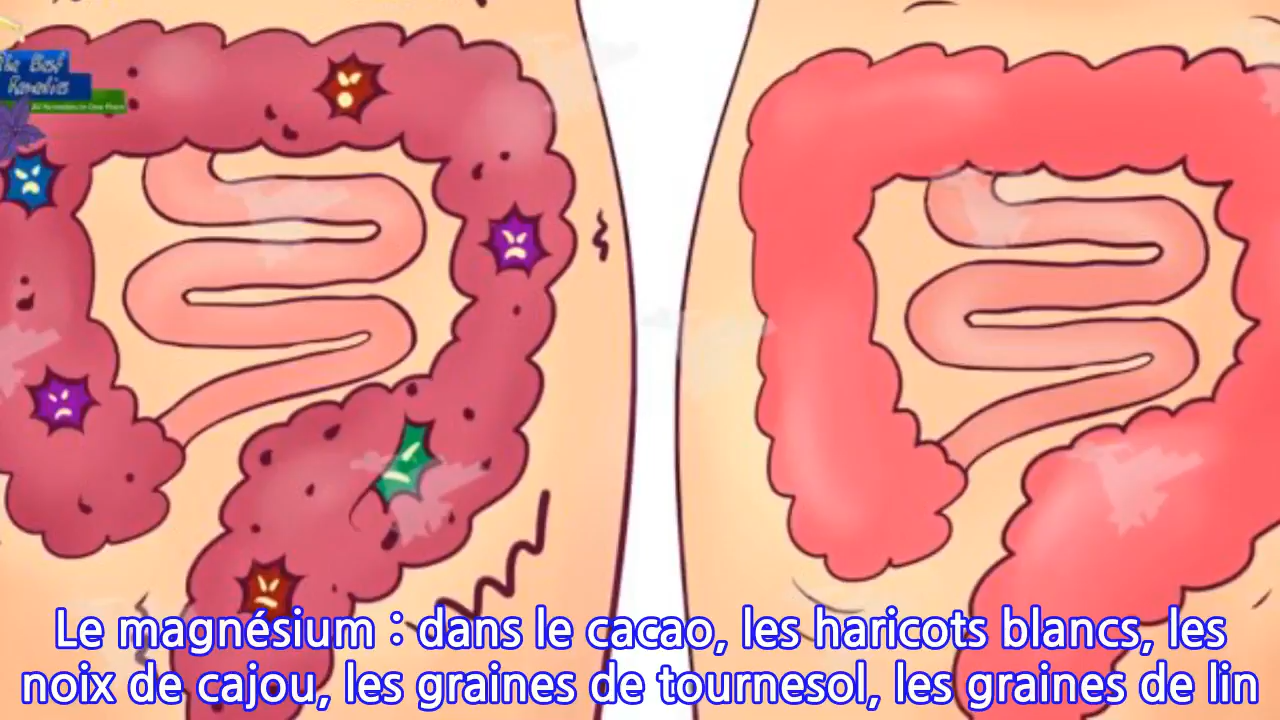 The Best
Remedies
Le magnésium : dans le cacao, les haricots blancs, les
noix de cajou, les graines de tournesol, les graines de lin